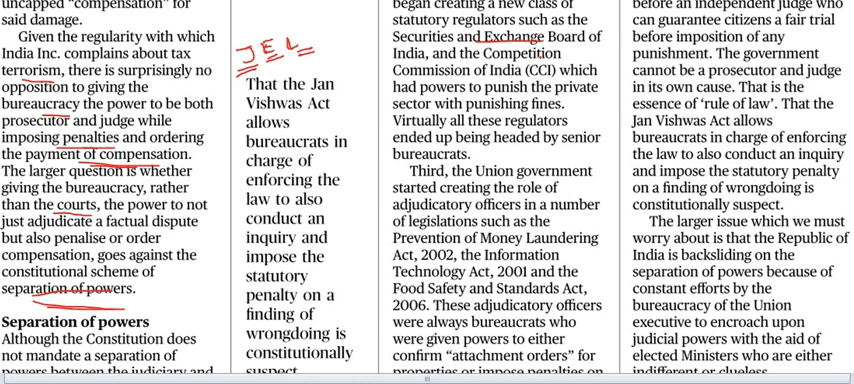 uncapped “compensation” for
said damage.
Given the regularity with which
India Inc. complains about tax
terrorism, there is surprisingly no
opposition to giving the
bureaucracy the power to be both
prosecutor and judge while
imposing penalties and ordering
the payment of compensation.
The larger question is whether
giving the bureaucracy, rather
than the courts, the power to not
just adjudicate a factual dispute
but also penalise or order
compensation, goes against the
constitutional scheme of
separation of powers.
Separation of powers
Although the Constitution does
not mandate a separation of
powers between the judiciary and
JEL
That the Jan
Vishwas Act
allows
bureaucrats in
charge of
enforcing the
law to also
conduct an
inquiry and
impose the
statutory
penalty on a
finding of
wrongdoing is
constitutionally
suspect
began creating a new class of
statutory regulators such as the
Securities and Exchange Board of
India, and the Competition
Commission of India (CCI) which
had powers to punish the private
sector with punishing fines.
Virtually all these regulators
ended up being headed by senior
bureaucrats.
Third, the Union government
started creating the role of
adjudicatory officers in a number
of legislations such as the
Prevention of Money Laundering
Act, 2002, the Information
Technology Act, 2001 and the
Food Safety and Standards Act,
2006. These adjudicatory officers
were always bureaucrats who
were given powers to either
confirm “attachment orders” for
properties or impose penalties on
before an independent judge who
can guarantee citizens a fair trial
before imposition of any
punishment. The government
cannot be a prosecutor and judge
in its own cause. That is the
essence of ‘rule of law’. That the
Jan Vishwas Act allows
bureaucrats in charge of enforcing
the law to also conduct an inquiry
and impose the statutory penalty
on a finding of wrongdoing is
constitutionally suspect.
The larger issue which we must
worry about is that the Republic of
India is backsliding on the
separation of powers because of
constant efforts by the
bureaucracy of the Union
executive to encroach upon
judicial powers with the aid of
elected Ministers who are either
indifferent or clueless